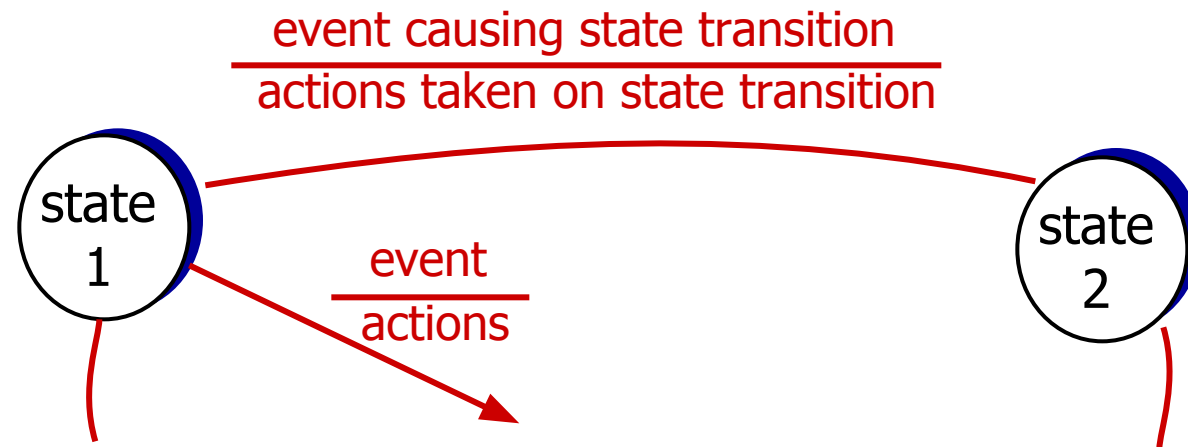 event causing state transition
actions taken on state transition
state
1
state
2
event
actions